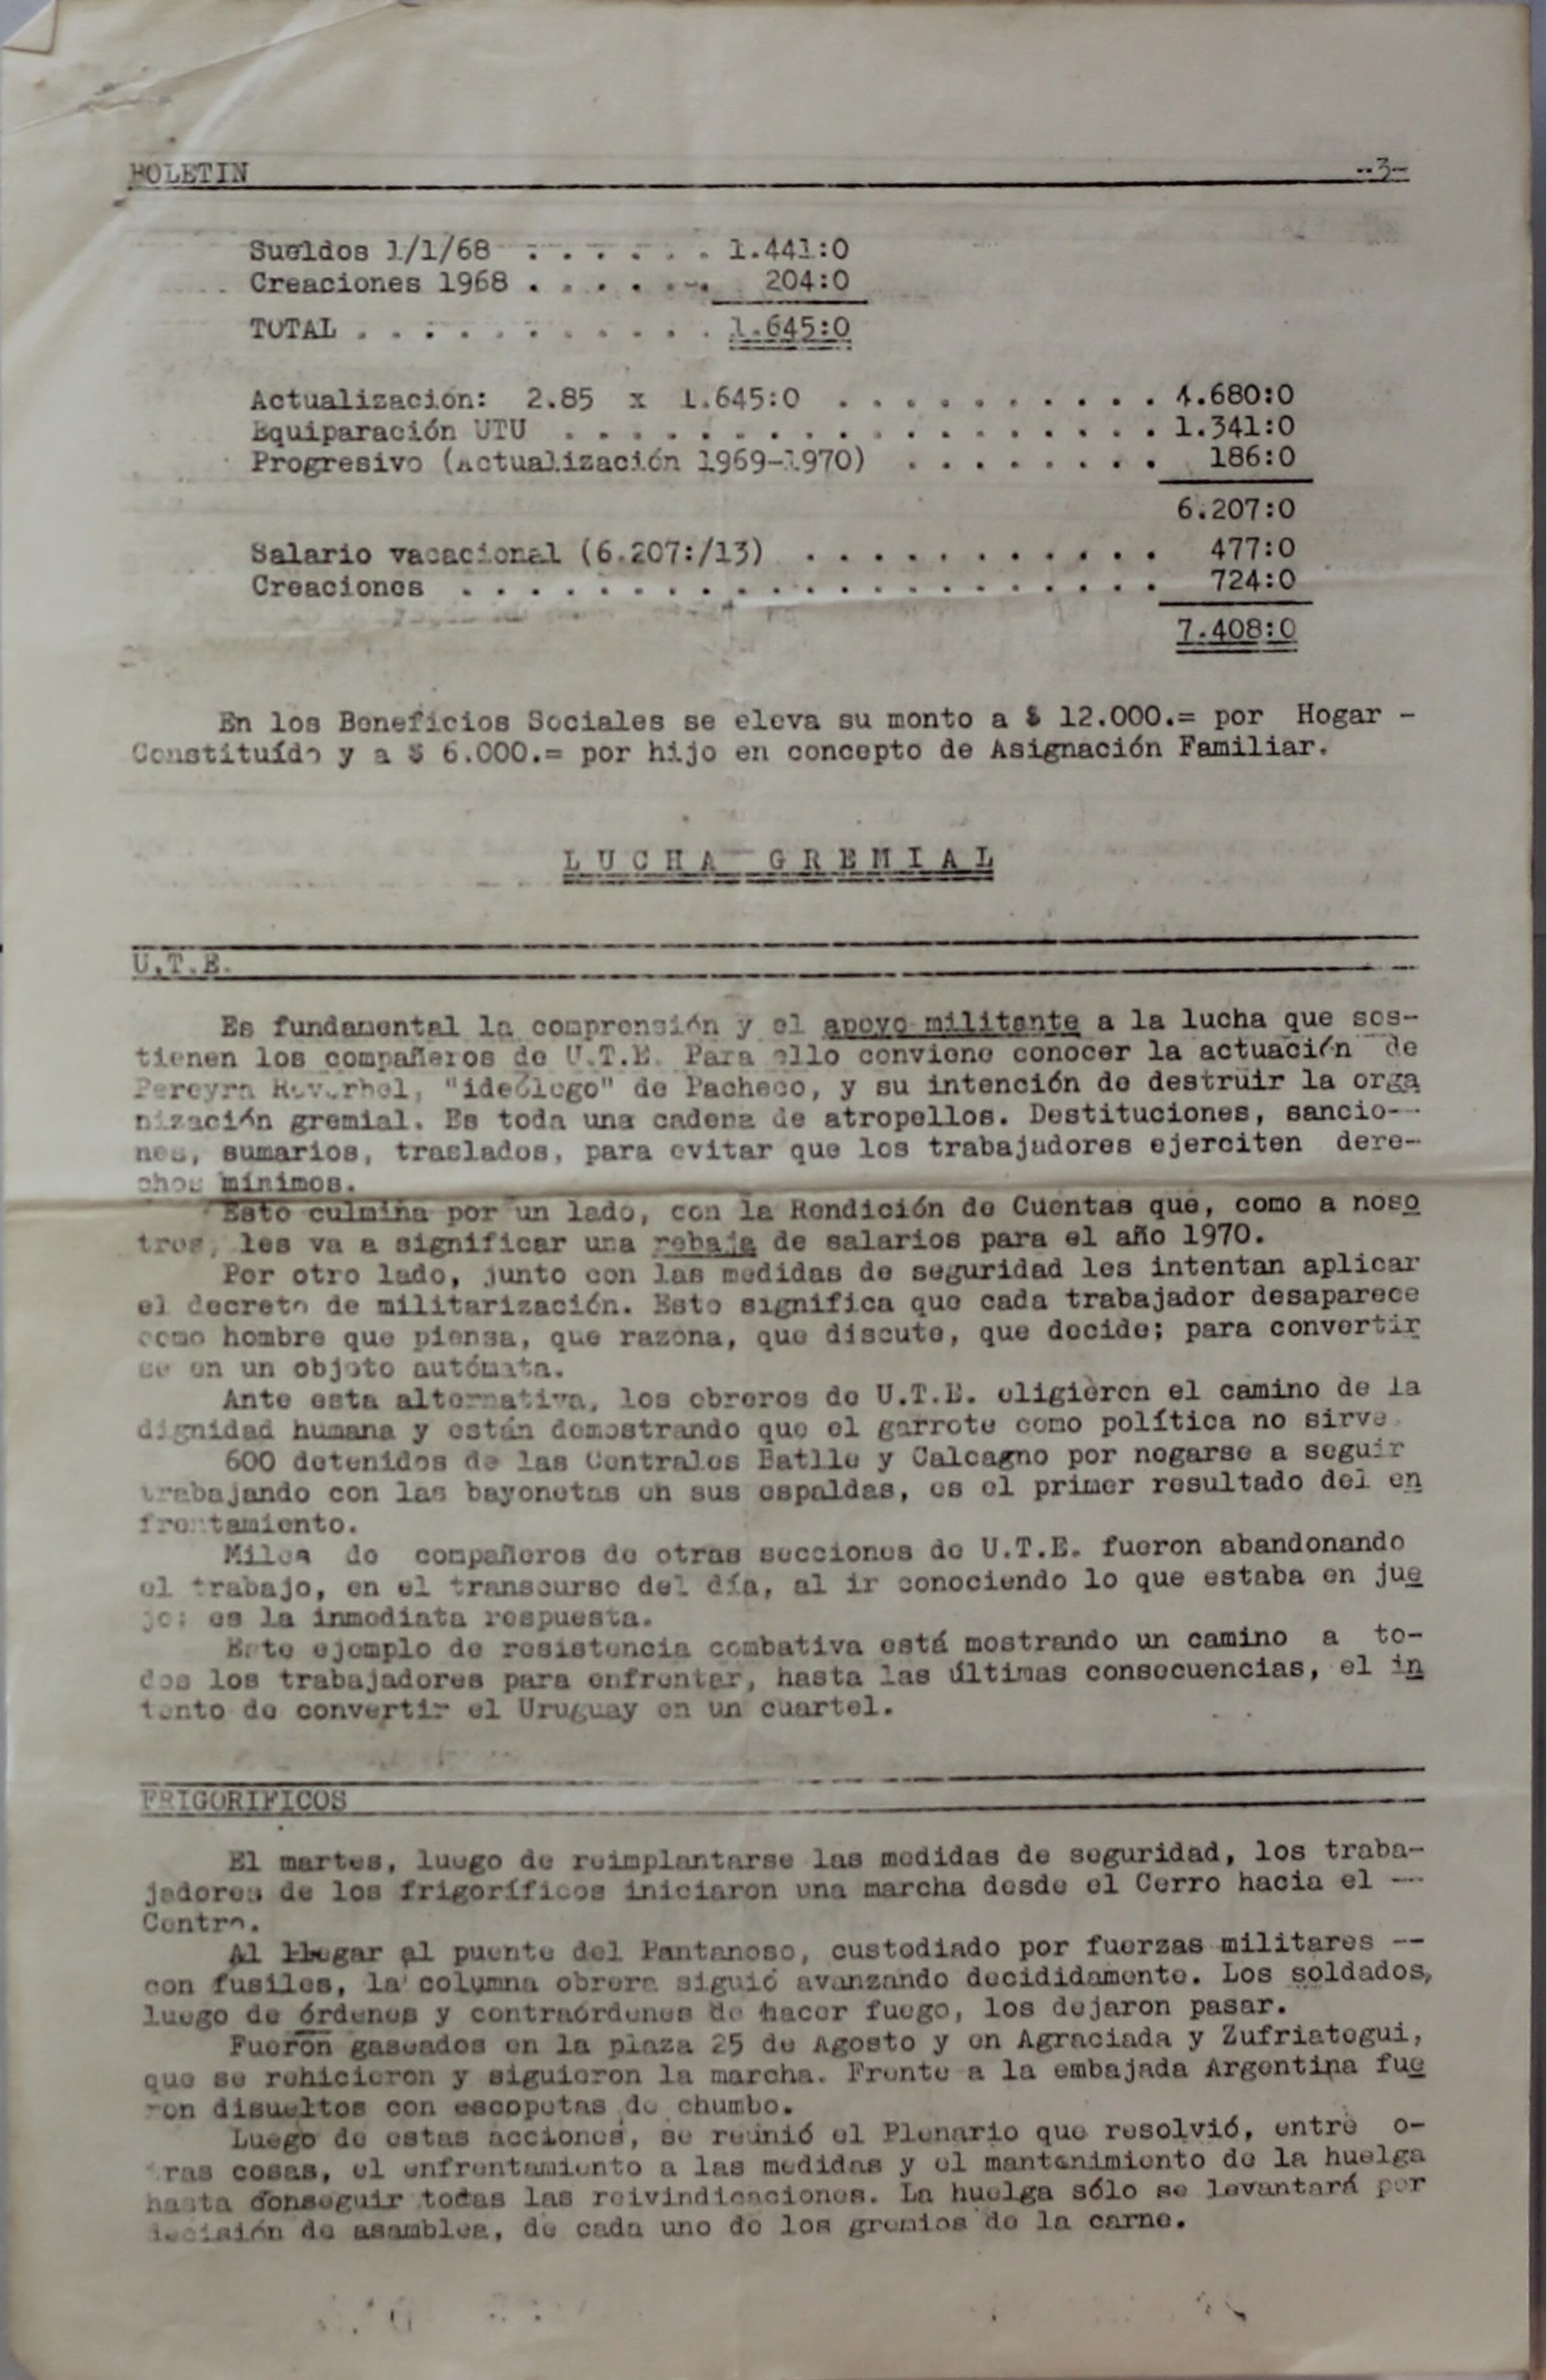 BOLETIN --3-
Sueldos 1/1/68 . . . . . . 1.441:0
Creaciones 1968 . . . . . . 204:0
TOTAL . . . . . . . . . . . 1.645:0
Actualización: 2.85 x 1.645:0 . . . . . . . . . . 4.680:0
Equiparación UTU . . . . . . . . . . . . . . . . . . 1.341:0
Progresivo (Actualización 1969-1970) . . . . . . . . 186:0
6.207:0
Salario vacacional (6.207:/13) . . . . . . . . . . . 477:0
Creaciones . . . . . . . . . . . . . . . . . . . . . 724:0
7.408:0
En los Beneficios Sociales se eleva su monto a $ 12.000.= por Hogar -
Constituído y a $ 6.000.= por hijo en concepto de Asignación Familiar.
LUCHA GREMIAL
U.T.E.
Es fundamental la comprensión y el apoyo militante a la lucha que sos-
tienen los compañeros de U.T.E. Para ello conviene conocer la actuación de
Pereyra Reverbel, "ideólogo" de Pacheco, y su intención de destruir la orga
nización gremial. Es toda una cadena de atropellos. Destituciones, sancio--
nes, sumarios, traslados, para evitar que los trabajadores ejerciten dere-
chos mínimos.
Esto culmina por un lado, con la Rendición de Cuentas que, como a noso
tros, les va a significar una rebaja de salarios para el año 1970.
Por otro lado, junto con las medidas de seguridad les intentan aplicar
el decreto de militarización. Esto significa que cada trabajador desaparece
como hombre que piensa, que razona, que discute, que decide; para convertir
se en un objeto autómata.
Ante esta alternativa, los obreros de U.T.E. eligieron el camino de la
dignidad humana y están demostrando que el garrote como política no sirve
600 detenidos de las Centrales Batlle y Calcagno por negarse a seguir
trabajando con las bayonetas en sus espaldas, es el primer resultado del en
frentamiento.
Miles de compañeros de otras secciones de U.T.E. fueron abandonando
el trabajo, en el transcurso del día, al ir conociendo lo que estaba en jue
go: es la inmediata respuesta.
Este ejemplo de resistencia combativa está mostrando un camino a to-
dos los trabajadores para enfrentar, hasta las últimas consecuencias, el in
tento de convertir el Uruguay en un cuartel.
FRIGORIFICOS
El martes, luego de reimplantarse las medidas de seguridad, los traba-
jadores de los frigoríficos iniciaron una marcha desde el Cerro hacia el --
Centro.
Al llegar al puente del Pantanoso, custodiado por fuerzas militares --
con fusiles, la columna obrera siguió avanzando decididamente. Los soldados,
luego de órdenes y contraórdenes de hacer fuego, los dejaron pasar.
Fueron gaseados en la plaza 25 de Agosto y en Agraciada y Zufriategui,
que se rehicieron y siguieron la marcha. Frente a la embajada Argentina fue
ron disueltos con escopetas de chumbo.
Luego de estas acciones, se reunió el Plenario que resolvió, entre o-
tras cosas, el enfrentamiento a las medidas y el mantenimiento de la huelga
hasta conseguir todas las reivindicaciones. La huelga sólo se levantará por
decisión de asamblea, de cada uno de los gremios de la carne.